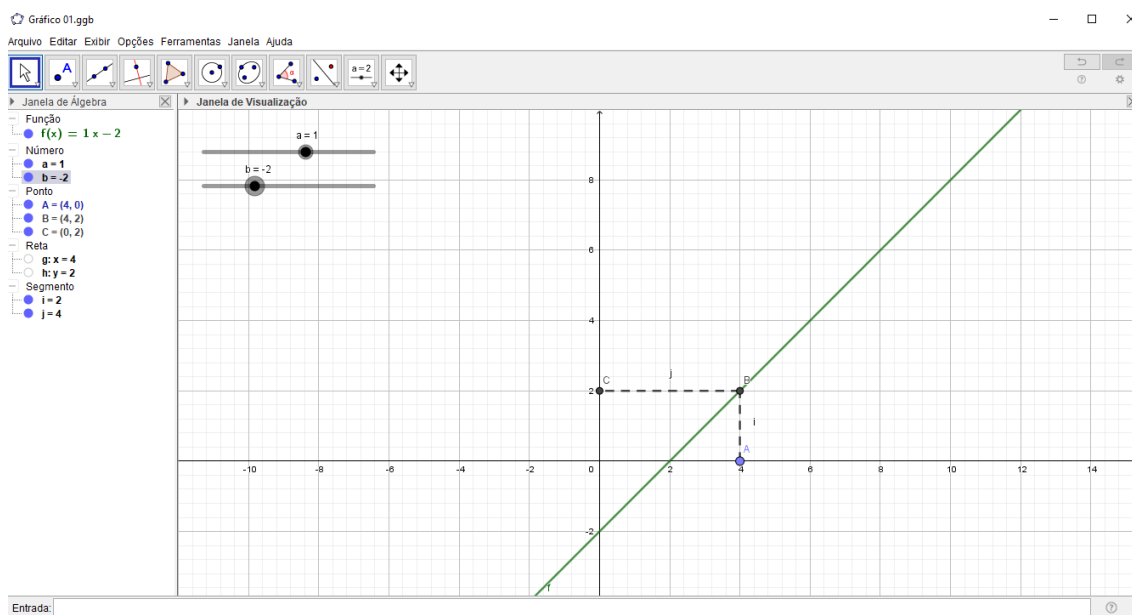 Gráfico 01.ggb
Arquivo Editar Exibir Opções Ferramentas Janela Ajuda
A
α
a=2
Janela de Álgebra
Janela de Visualização
Função
f(x) = 1 x − 2
Número
a = 1
b = -2
Ponto
A = (4, 0)
B = (4, 2)
C = (0, 2)
Reta
g: x = 4
h: y = 2
Segmento
i = 2
j = 4
a = 1
b = -2
8
6
4
2
-2
C
j
B
i
A
-10 -8 -6 -4 -2 0 2 4 6 8 10 12 14
f
Entrada: